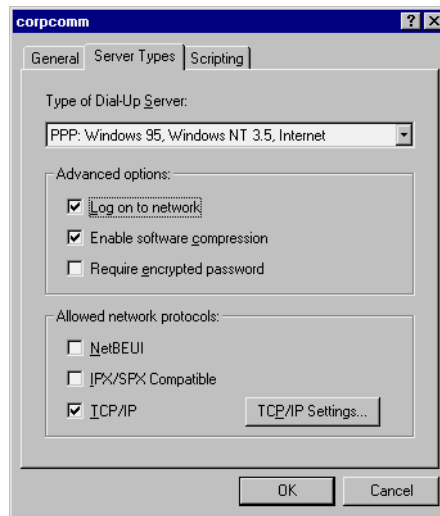 corpcomm
General Server Types Scripting
Type of Dial-Up Server:
PPP: Windows 95, Windows NT 3.5, Internet
Advanced options:
Log on to network
Enable software compression
Require encrypted password
Allowed network protocols:
NetBEUI
IPX/SPX Compatible
TCP/IP TCP/IP Settings...
OK Cancel